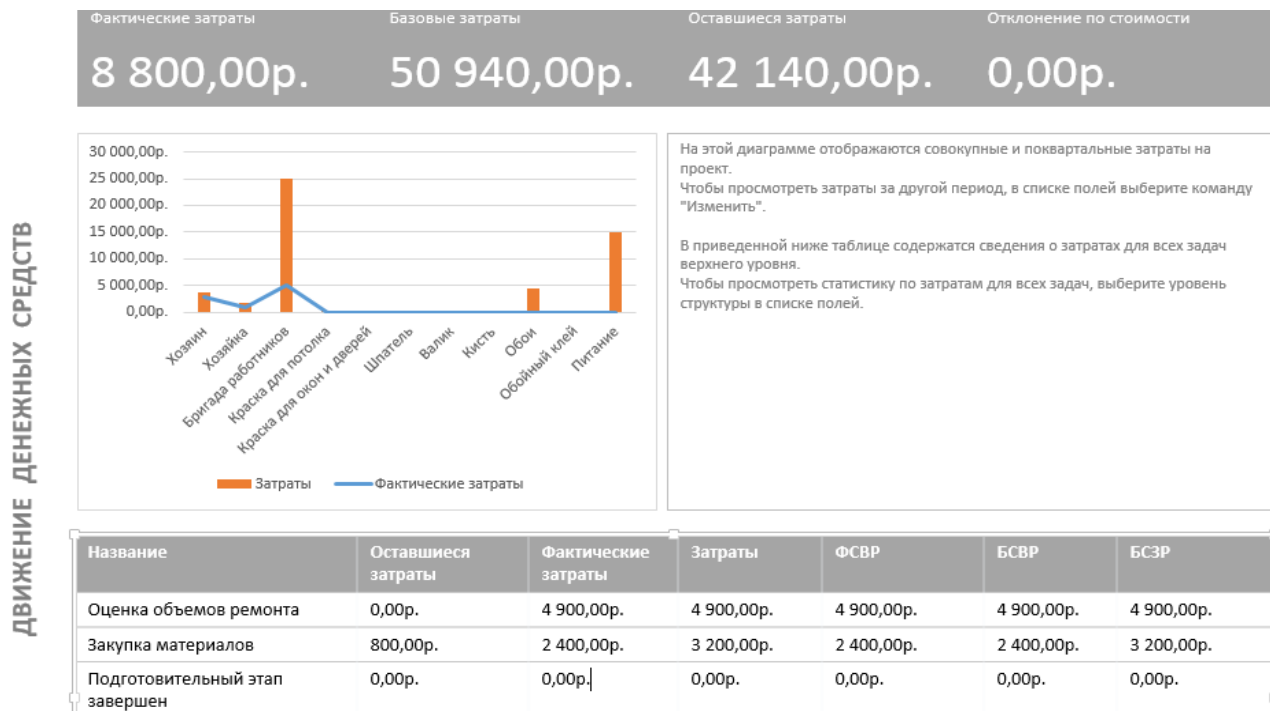 Фактические затраты
Базовые затраты
Оставшиеся затраты
Отклонение по стоимости
8 800,00р.
50 940,00р.
42 140,00р.
0,00р.
ДВИЖЕНИЕ ДЕНЕЖНЫХ СРЕДСТВ
30 000,00р.
25 000,00р.
20 000,00р.
15 000,00р.
10 000,00р.
5 000,00р.
0,00р.
Хозяин
Хозяйка
Бригада работников
Краска для потолка
Краска для окон и дверей
Шпатель
Валик
Кисть
Обои
Обойный клей
Питание
Затраты
Фактические затраты
На этой диаграмме отображаются совокупные и поквартальные затраты на
проект.
Чтобы просмотреть затраты за другой период, в списке полей выберите команду
"Изменить".
В приведенной ниже таблице содержатся сведения о затратах для всех задач
верхнего уровня.
Чтобы просмотреть статистику по затратам для всех задач, выберите уровень
структуры в списке полей.
Название Оставшиеся затраты Фактические затраты Затраты ФСВР БСВР БСЗР
Оценка объемов ремонта 0,00р. 4 900,00р. 4 900,00р. 4 900,00р. 4 900,00р. 4 900,00р.
Закупка материалов 800,00р. 2 400,00р. 3 200,00р. 2 400,00р. 2 400,00р. 3 200,00р.
Подготовительный этап 0,00р. 0,00р. 0,00р. 0,00р. 0,00р. 0,00р.
завершен